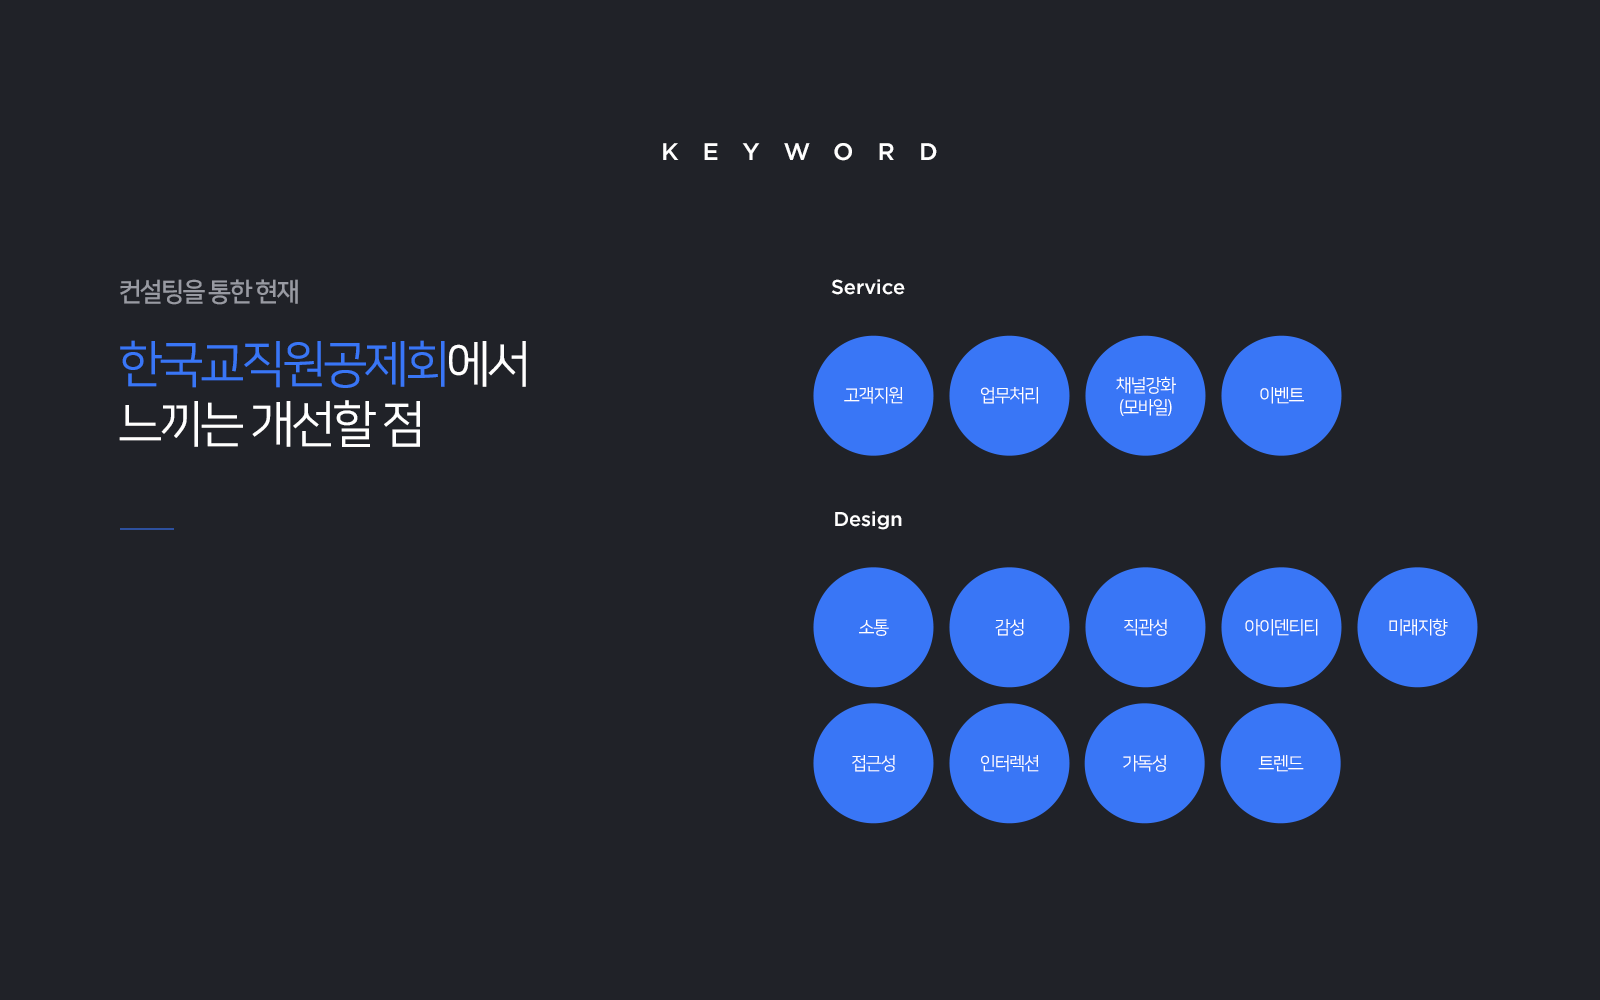 KEYWORD
컨설팅을 통한 현재
한국교직원공제회에서
느끼는 개선할 점
Service
고객지원
업무처리
채널강화
(모바일)
이벤트
Design
소통
감성
직관성
아이덴티티
미래지향
접근성
인터렉션
가독성
트렌드